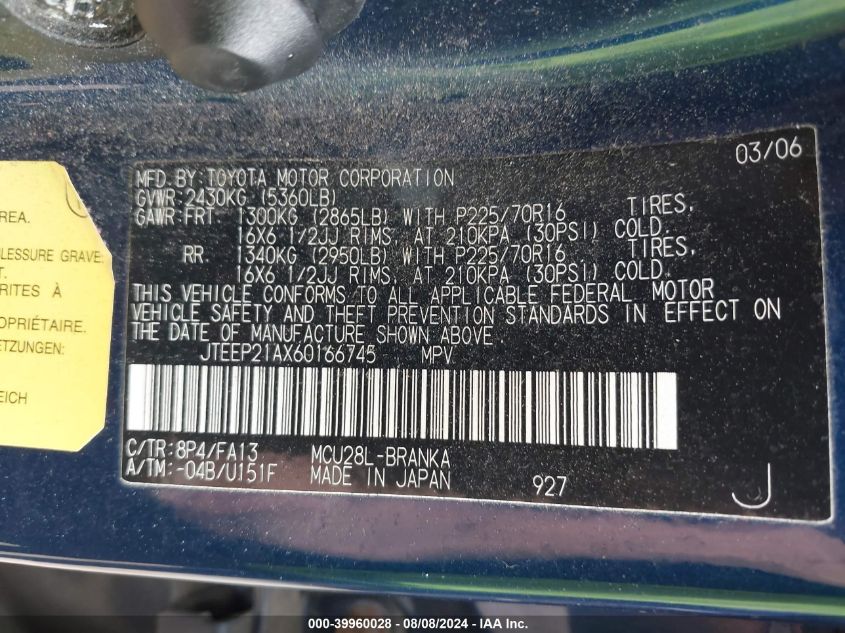 03/06
MFD.BY:TOYOTA MOTOR CORPORATION
GVWR:2430KG (5360LB)
GAWR:FRT 1300KG (2865LB) WITH P225/70R16 TIRES,
16X6 1/2JJ RIMS, AT 210KPA (30PSI) COLD.
RR 1340KG (2950LB) WITH P225/70R16 TIRES,
16X6 1/2JJ RIMS, AT 210KPA (30PSI) COLD.
THIS VEHICLE CONFORMS TO ALL APPLICABLE FEDERAL MOTOR
VEHICLE SAFETY AND THEFT PREVENTION STANDARDS IN EFFECT ON
THE DATE OF MANUFACTURE SHOWN ABOVE.
JTEEP21AX60166745 MPV
C/TR:8P4/FA13 MCU28L-BRANKA
A/TM:-04B/U151F MADE IN JAPAN 927
J
REA.
LESSURE GRAVE
T.
RITES À
OPRIÉTAIRE.
ETZUNGEN:
REICH
000-39960028 - 08/08/2024 - IAA Inc.